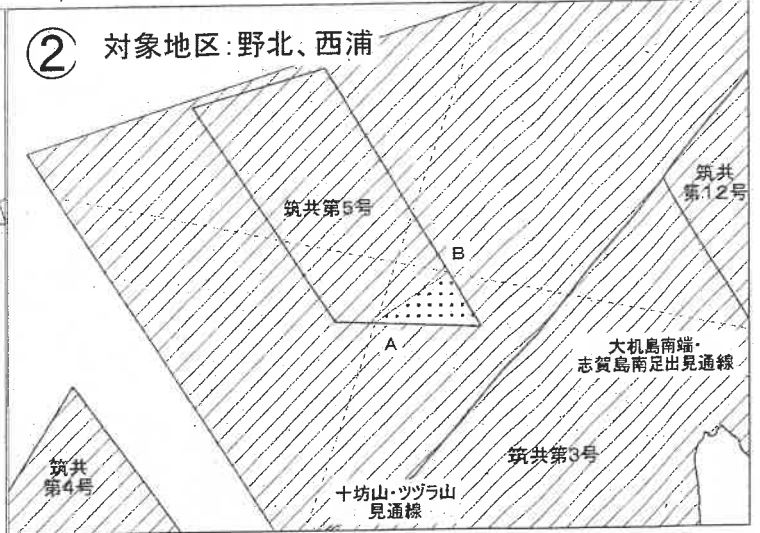 ② 対象地区:野北、西浦
筑共第5号
筑共
第12号
B
A
大机島南端・
志賀島南足出見通線
筑共第3号
筑共
第4号
十坊山・ツヅラ山
見通線